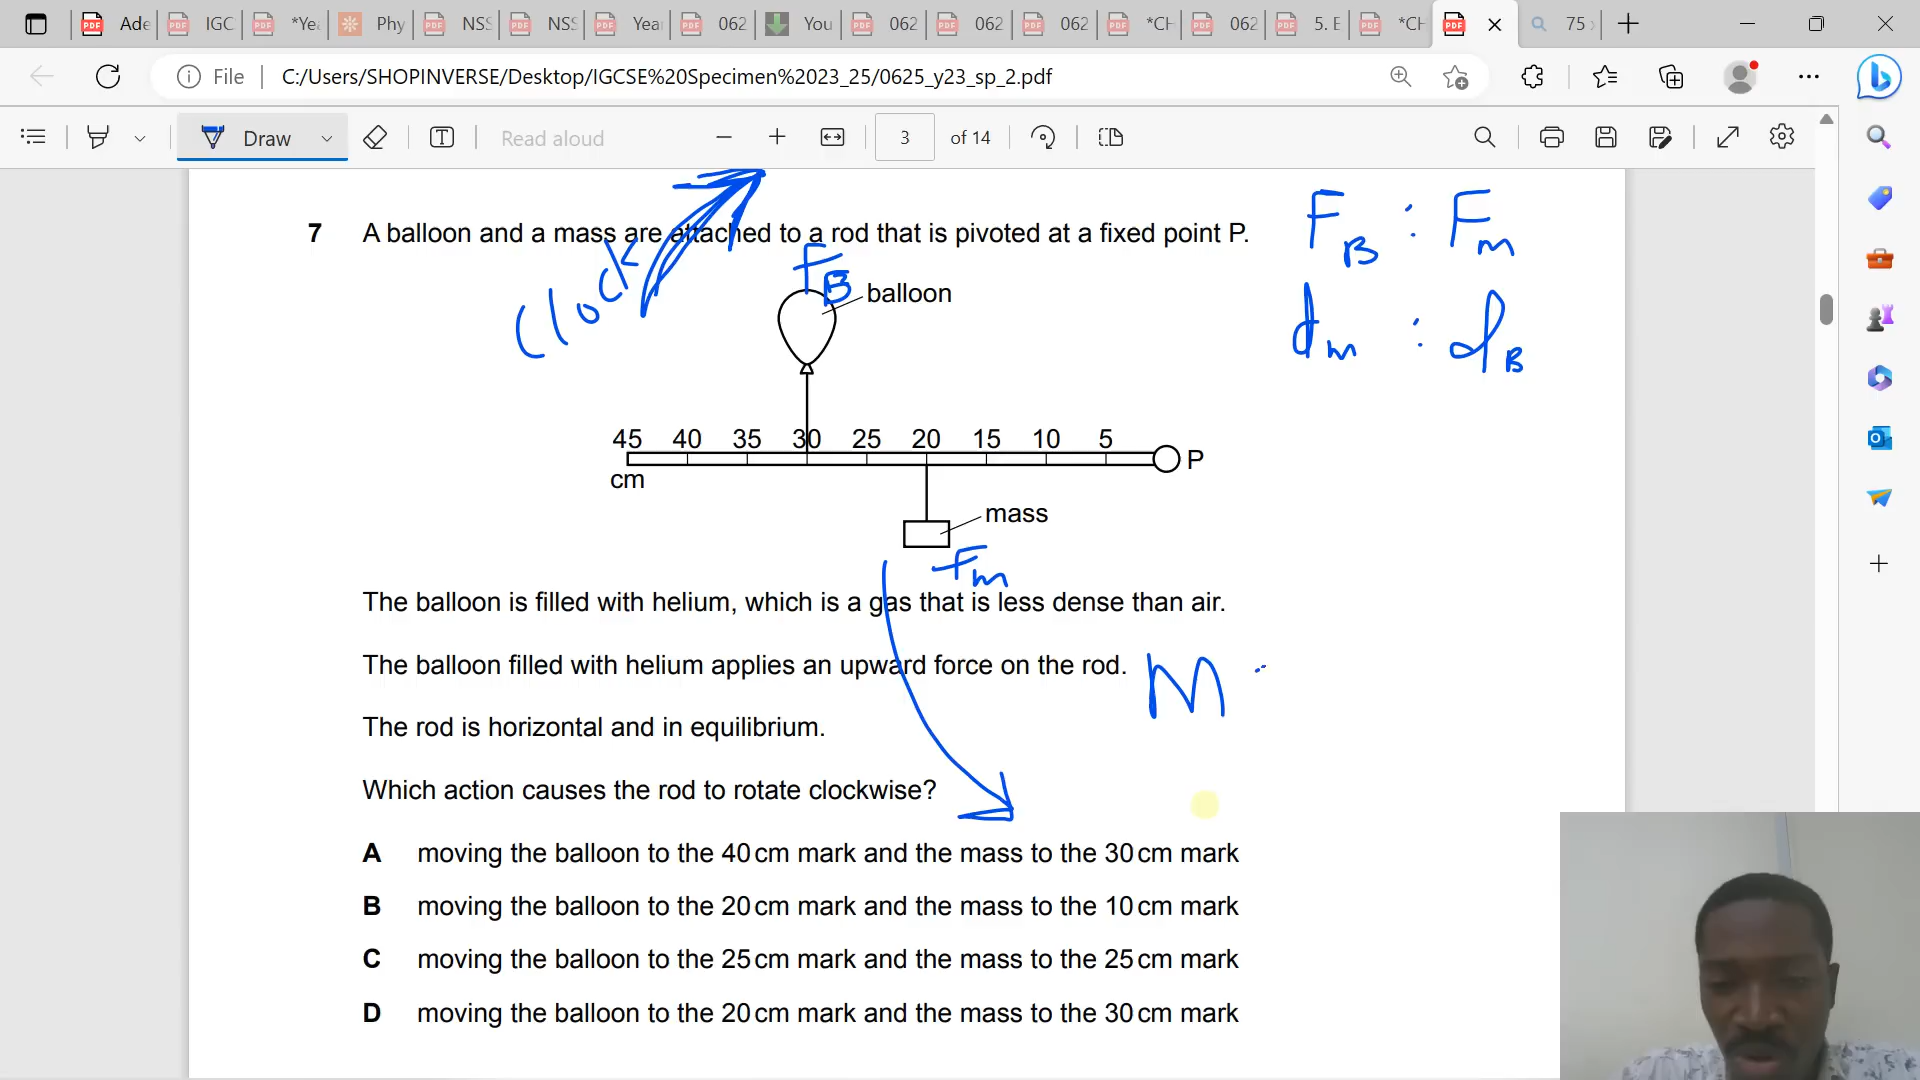 Ade IGC *Yea Phy NSS NSS Year 062 You 062 062 062 *CH 062 5. E *CH 75
File C:/Users/SHOPINVERSE/Desktop/IGCSE%20Specimen%2023_25/0625_y23_sp_2.pdf
Draw Read aloud 3 of 14
7 A balloon and a mass are attached to a rod that is pivoted at a fixed point P.
F_B : F_m
d_m : d_B
clock
F_B
balloon
45 40 35 30 25 20 15 10 5 P
cm
mass
F_m
The balloon is filled with helium, which is a gas that is less dense than air.
The balloon filled with helium applies an upward force on the rod. M
The rod is horizontal and in equilibrium.
Which action causes the rod to rotate clockwise?
A moving the balloon to the 40 cm mark and the mass to the 30 cm mark
B moving the balloon to the 20 cm mark and the mass to the 10 cm mark
C moving the balloon to the 25 cm mark and the mass to the 25 cm mark
D moving the balloon to the 20 cm mark and the mass to the 30 cm mark